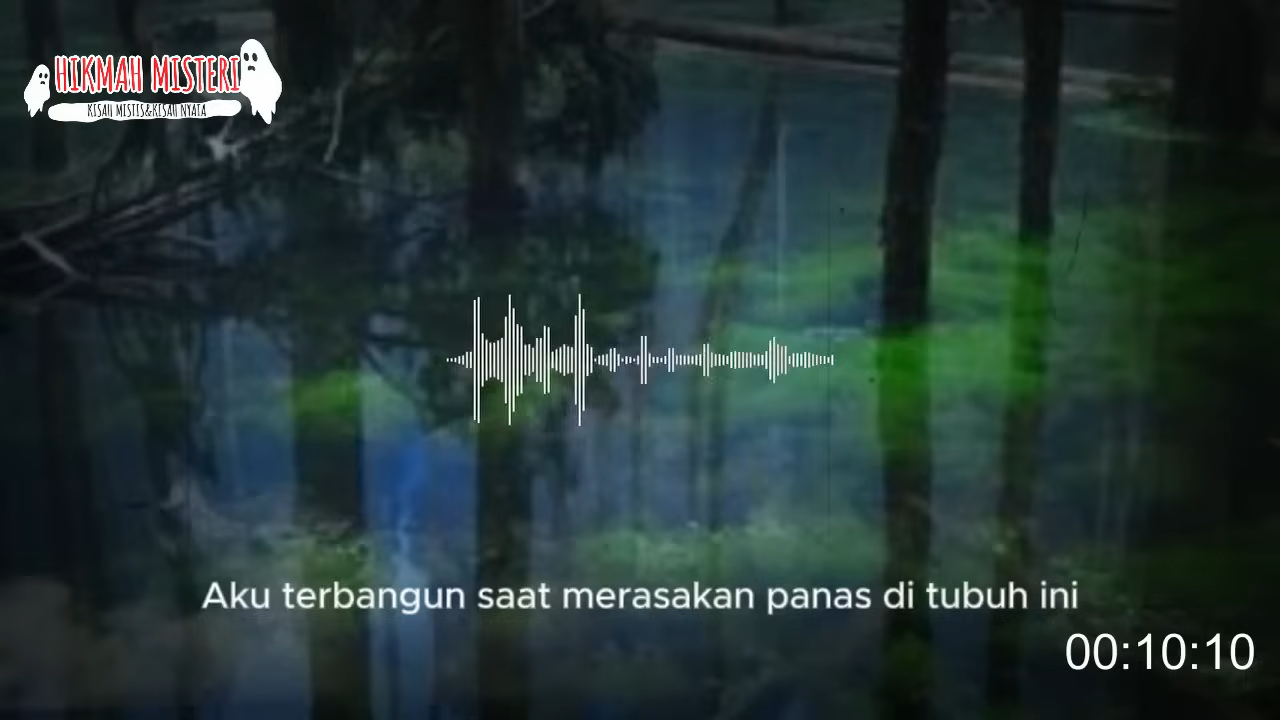 HIKMAH MISTERI
KISAH MISTIS&KISAH NYATA
Aku terbangun saat merasakan panas di tubuh ini
00:10:10